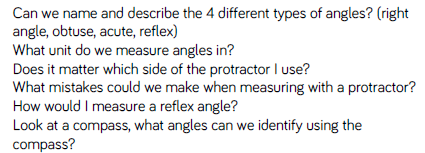 Can we name and describe the 4 different types of angles? (right
angle, obtuse, acute, reflex)
What unit do we measure angles in?
Does it matter which side of the protractor I use?
What mistakes could we make when measuring with a protractor?
How would I measure a reflex angle?
Look at a compass, what angles can we identify using the
compass?